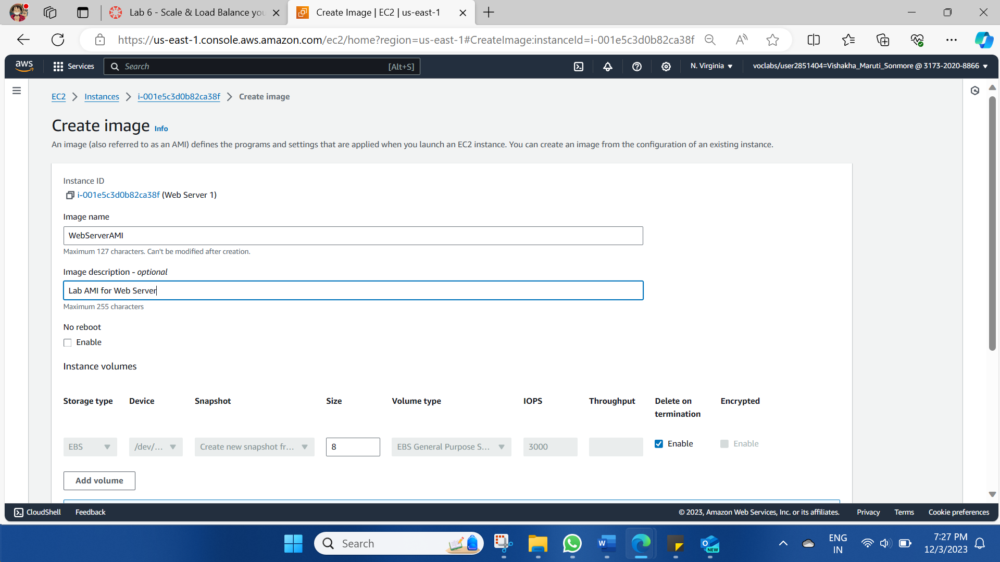 Lab 6 - Scale & Load Balance you
Create Image | EC2 | us-east-1
https://us-east-1.console.aws.amazon.com/ec2/home?region=us-east-1#CreateImage:instanceId=i-001e5c3d0b82ca38f
aws
Services
Search
[Alt+S]
N. Virginia
voclabs/user2851404=Vishakha_Maruti_Sonmore @ 3173-2020-8866
EC2
Instances
i-001e5c3d0b82ca38f
Create image
Create image Info
An image (also referred to as an AMI) defines the programs and settings that are applied when you launch an EC2 instance. You can create an image from the configuration of an existing instance.
Instance ID
i-001e5c3d0b82ca38f (Web Server 1)
Image name
WebServerAMI
Maximum 127 characters. Can't be modified after creation.
Image description - optional
Lab AMI for Web Server
Maximum 255 characters
No reboot
Enable
Instance volumes
Storage type Device Snapshot Size Volume type IOPS Throughput Delete on termination Encrypted
EBS /dev/... Create new snapshot fr... 8 EBS General Purpose S... 3000 Enable Enable
Add volume
CloudShell
Feedback
© 2023, Amazon Web Services, Inc. or its affiliates.
Privacy
Terms
Cookie preferences
Search
W
NEW
ENG
IN
7:27 PM
12/3/2023